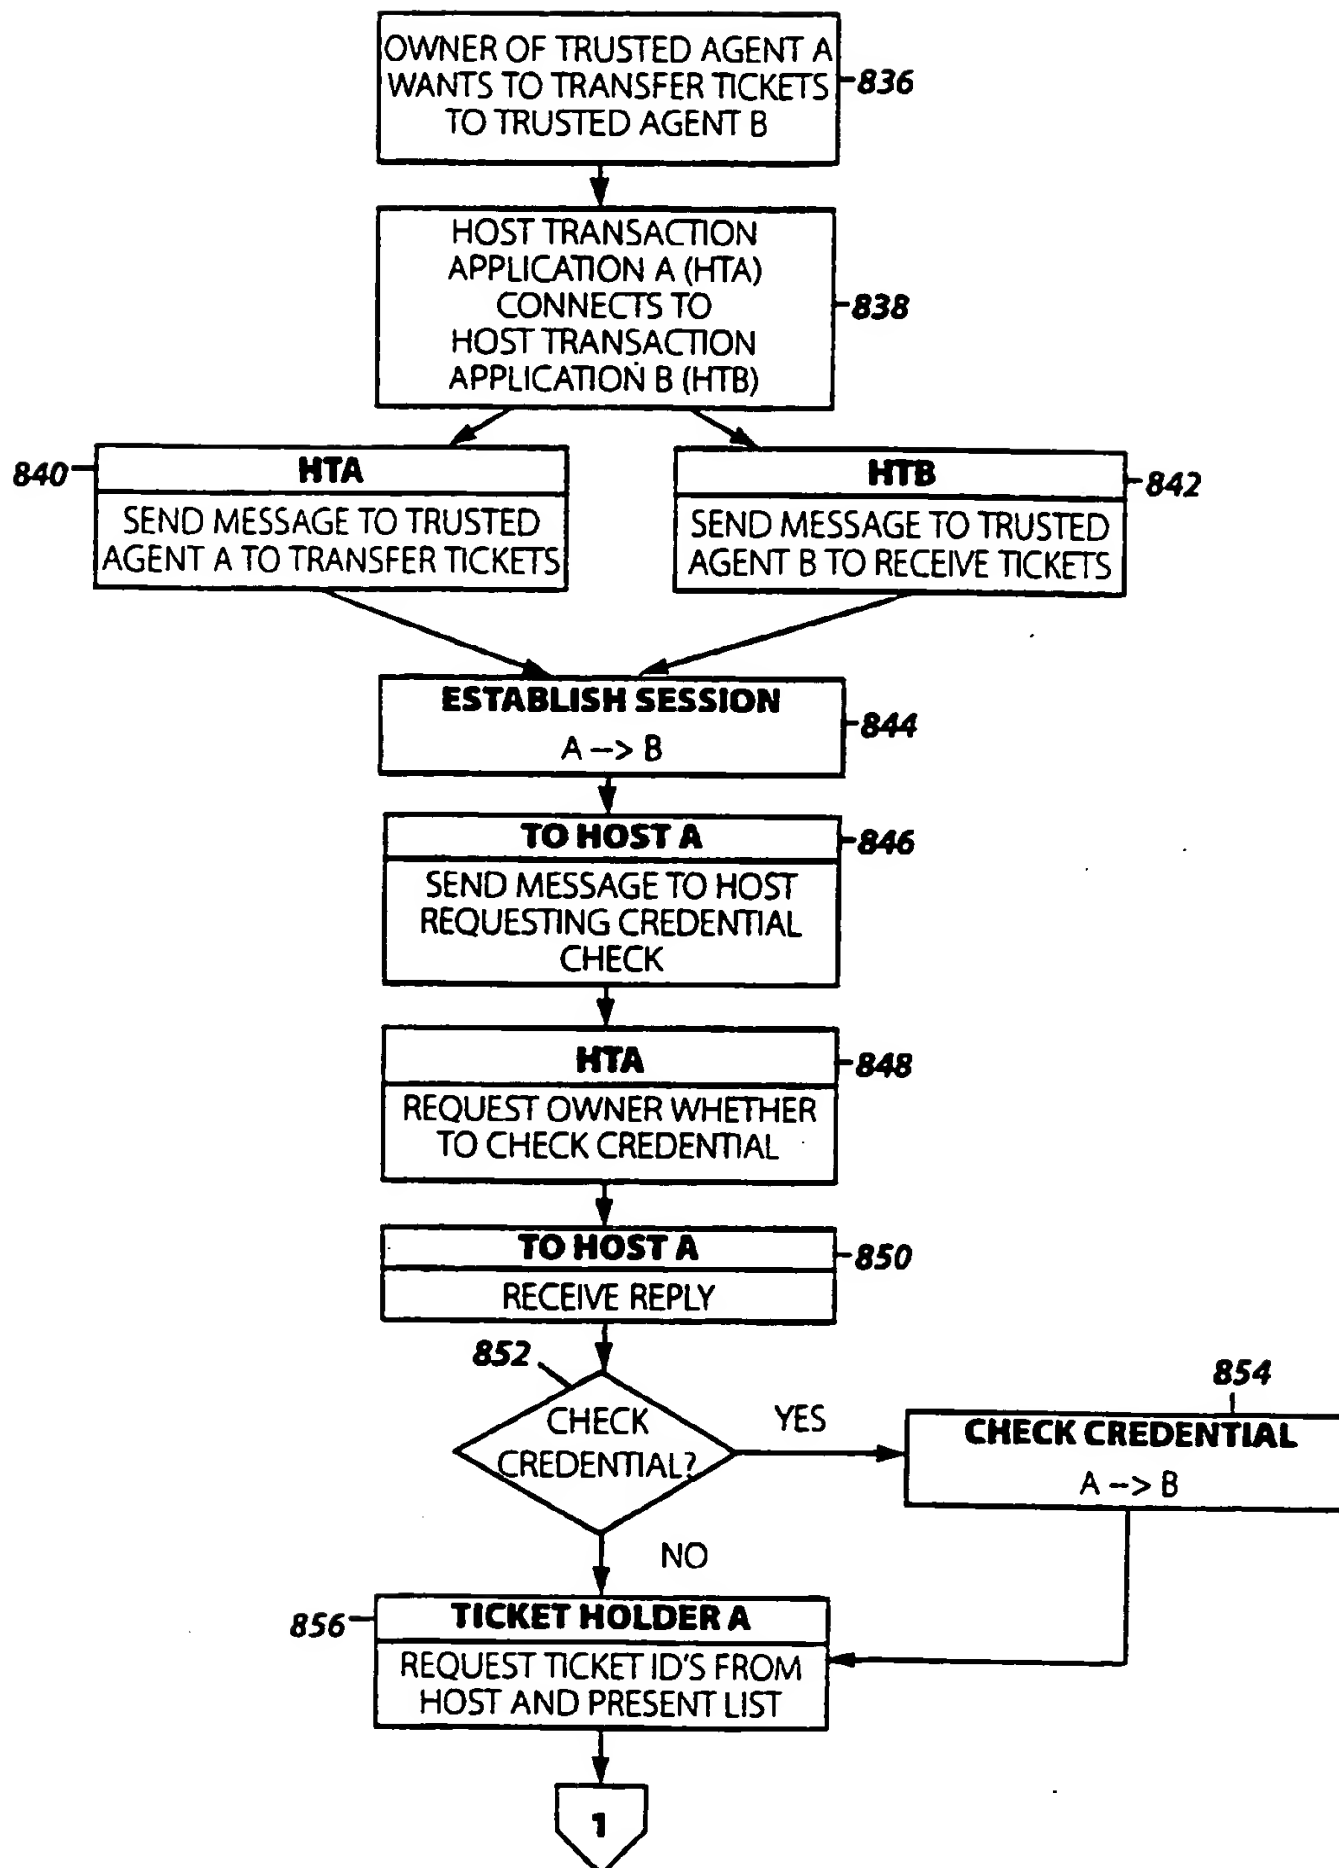 OWNER OF TRUSTED AGENT A
WANTS TO TRANSFER TICKETS
TO TRUSTED AGENT B
836
HOST TRANSACTION
APPLICATION A (HTA)
CONNECTS TO
HOST TRANSACTION
APPLICATION B (HTB)
838
840
HTA
SEND MESSAGE TO TRUSTED
AGENT A TO TRANSFER TICKETS
HTB
842
SEND MESSAGE TO TRUSTED
AGENT B TO RECEIVE TICKETS
ESTABLISH SESSION
A --> B
844
TO HOST A
846
SEND MESSAGE TO HOST
REQUESTING CREDENTIAL
CHECK
HTA
848
REQUEST OWNER WHETHER
TO CHECK CREDENTIAL
TO HOST A
850
RECEIVE REPLY
852
CHECK
CREDENTIAL?
YES
854
CHECK CREDENTIAL
A --> B
NO
856
TICKET HOLDER A
REQUEST TICKET ID'S FROM
HOST AND PRESENT LIST
1